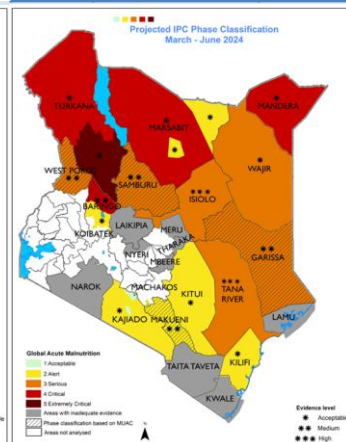 Projected IPC Phase Classification
March - June 2024
TURKANA
MANDERA
MARSABIT
WAJIR
WEST POKOT
SAMBURU
ISIOLO
BARINGO
LAIKIPIA
MERU
KOIBATEK
THARAKA
GARISSA
NYERI
MBEERE
NAROK
MACHAKOS
KITUI
TANA
RIVER
KAJIADO
MAKUENI
LAMU
KILIFI
TAITA TAVETA
KWALE
Global Acute Malnutrition
1 Acceptable
2 Alert
3 Serious
4 Critical
5 Extremely Critical
Areas with inadequate evidence
Phase classification based on MUAC
Areas not analysed
Evidence level
* Acceptable
** Medium
*** High